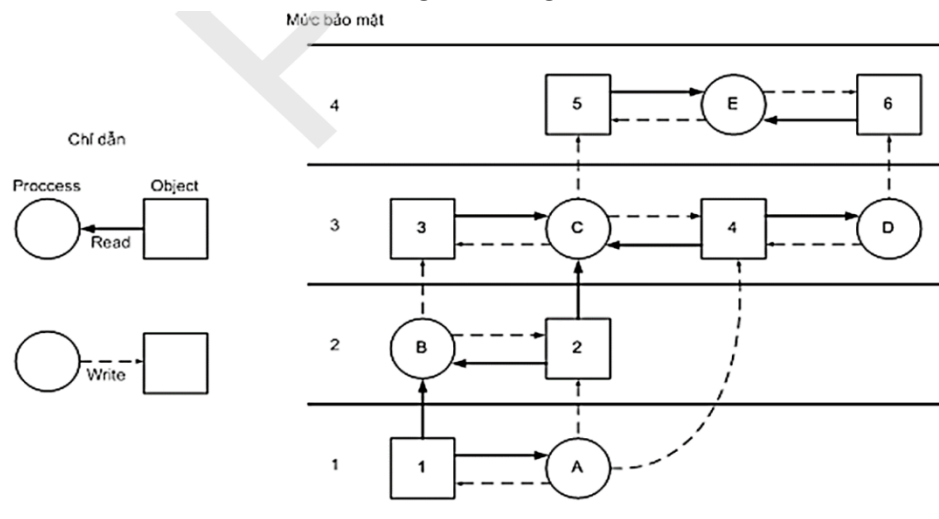 Mức bảo mật
4
5
E
6
Chỉ dẫn
Proccess Object
Read
3
3
C
4
D
Write
2
B
2
1
1
A